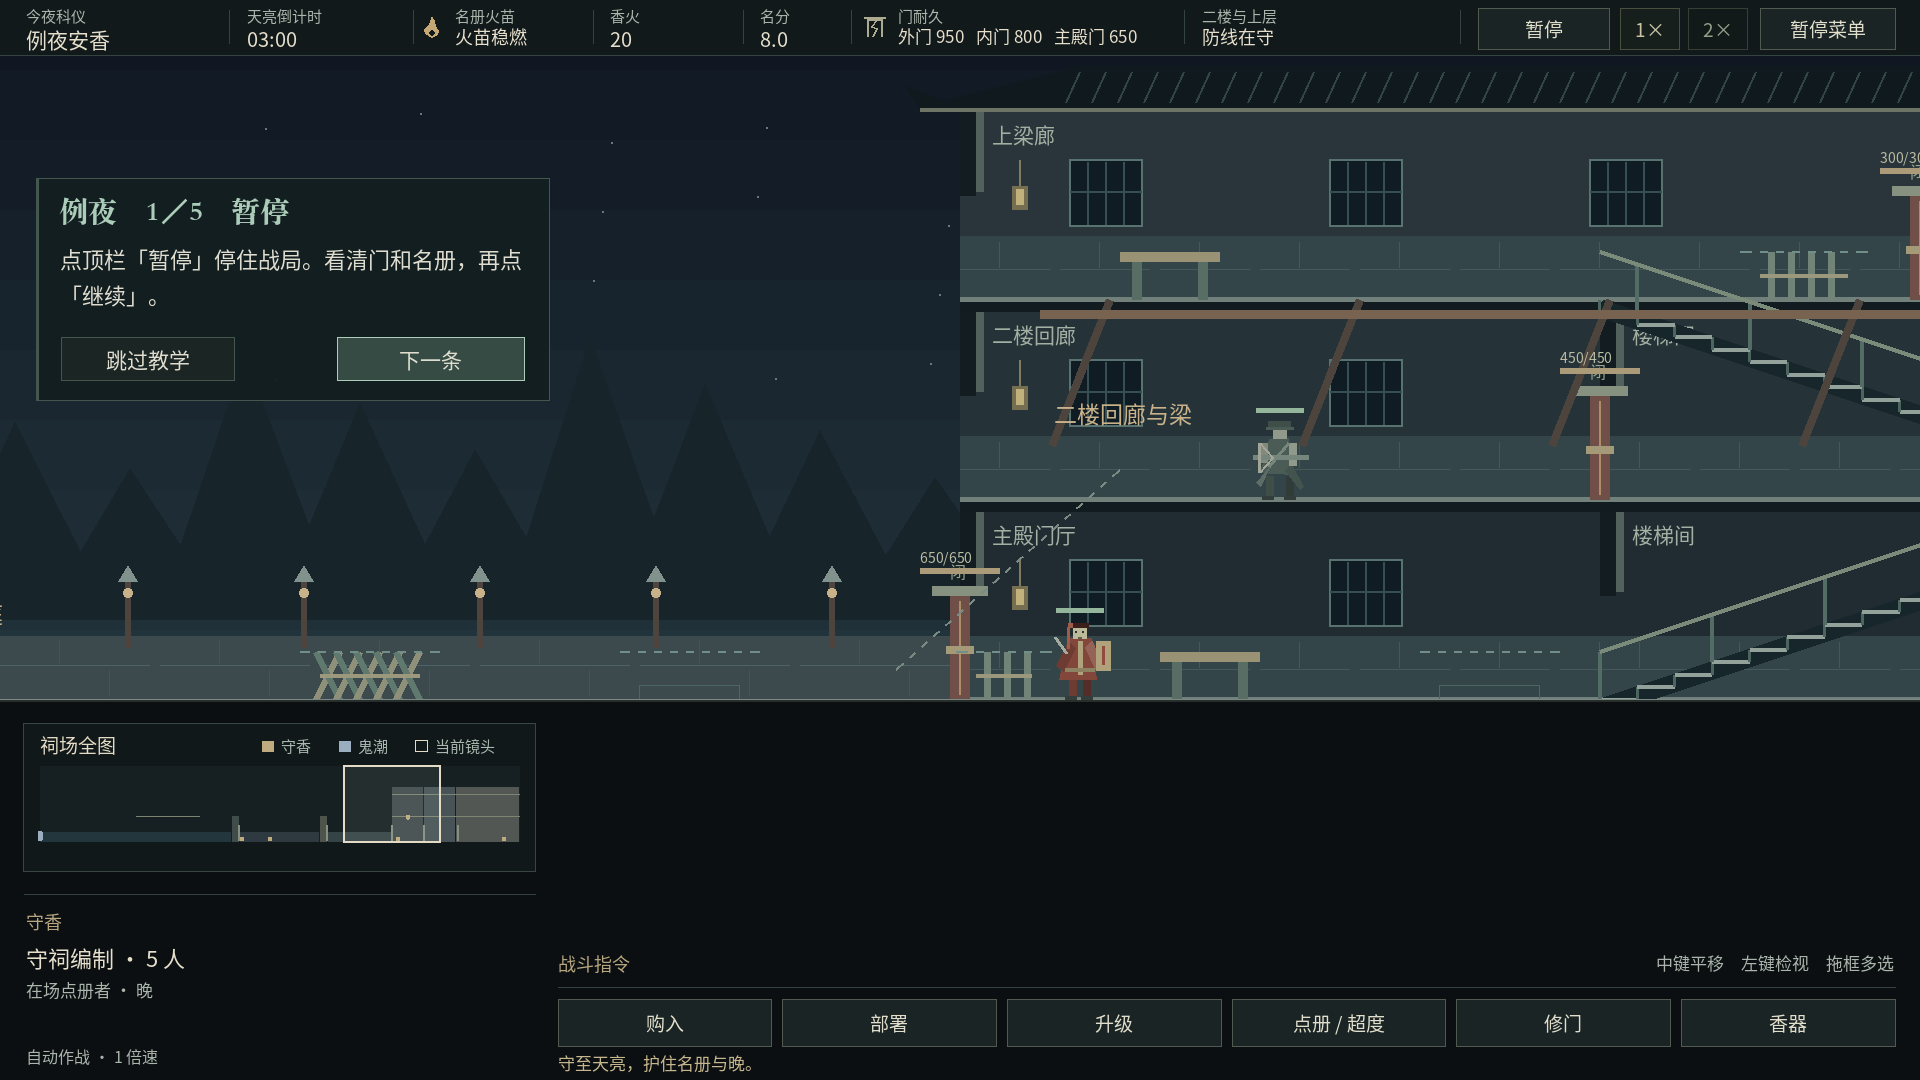 今夜科仪
例夜安香
天亮倒计时
03:00
名册火苗
火苗稳燃
香火
20
名分
8.0
门耐久
外门 950 内门 800 主殿门 650
二楼与上层
防线在守
暂停
1×
2×
暂停菜单
例夜 1／5 暂停
点顶栏「暂停」停住战局。看清门和名册，再点
「继续」。
跳过教学
下一条
上梁廊
二楼回廊
450/450
闭
二楼回廊与梁
主殿门厅
楼梯间
650/650
闭
祠场全图
守香
鬼潮
当前镜头
守香
守祠编制 · 5 人
在场点册者 · 晚
自动作战 · 1 倍速
战斗指令
中键平移 左键检视 拖框多选
购入
部署
升级
点册 / 超度
修门
香器
守至天亮，护住名册与晚。